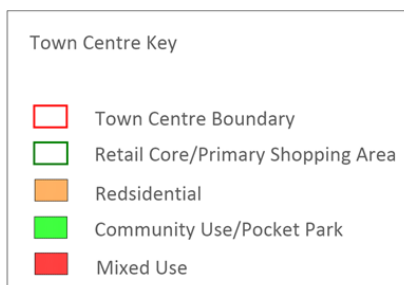 Town Centre Key
Town Centre Boundary
Retail Core/Primary Shopping Area
Redsidential
Community Use/Pocket Park
Mixed Use